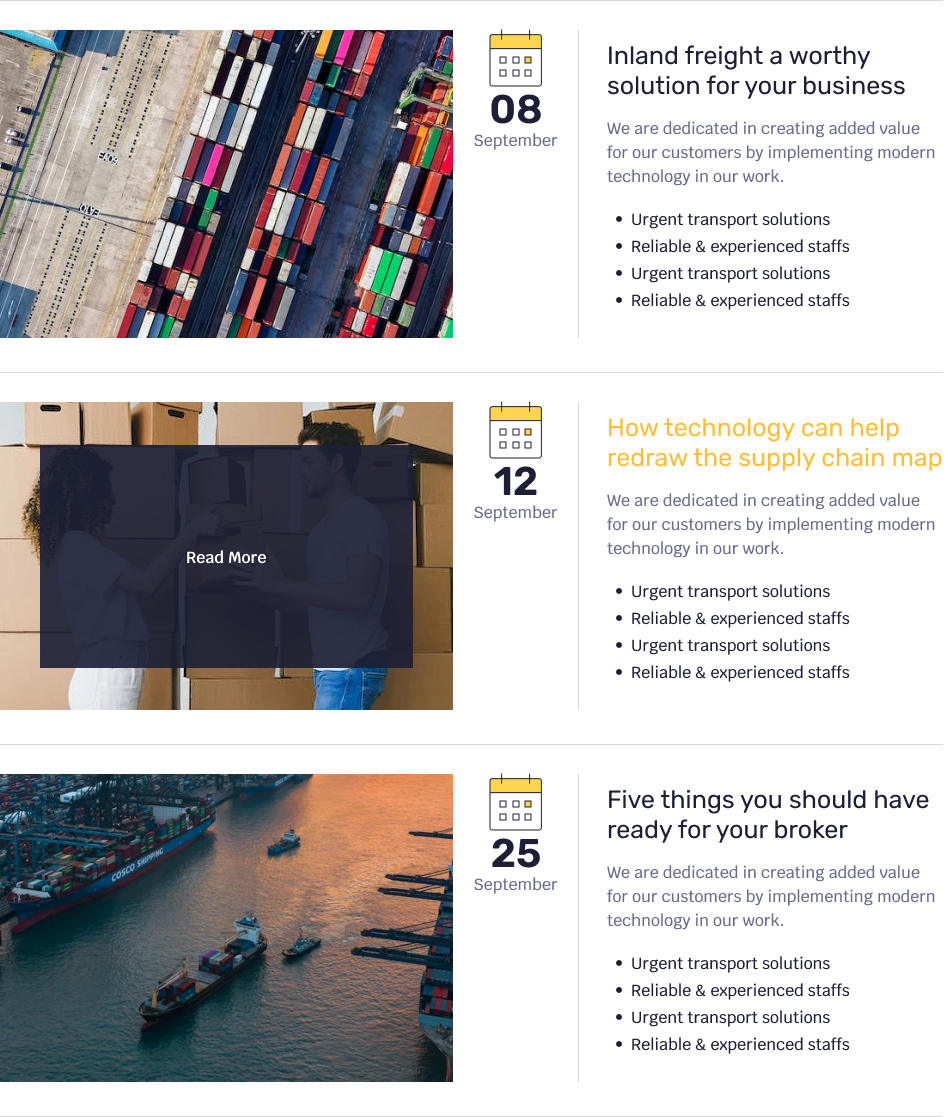 08
September
Inland freight a worthy
solution for your business
We are dedicated in creating added value
for our customers by implementing modern
technology in our work.
Urgent transport solutions
Reliable & experienced staffs
Urgent transport solutions
Reliable & experienced staffs
Read More
12
September
How technology can help
redraw the supply chain map
We are dedicated in creating added value
for our customers by implementing modern
technology in our work.
Urgent transport solutions
Reliable & experienced staffs
Urgent transport solutions
Reliable & experienced staffs
COSCO SHIPPING
25
September
Five things you should have
ready for your broker
We are dedicated in creating added value
for our customers by implementing modern
technology in our work.
Urgent transport solutions
Reliable & experienced staffs
Urgent transport solutions
Reliable & experienced staffs